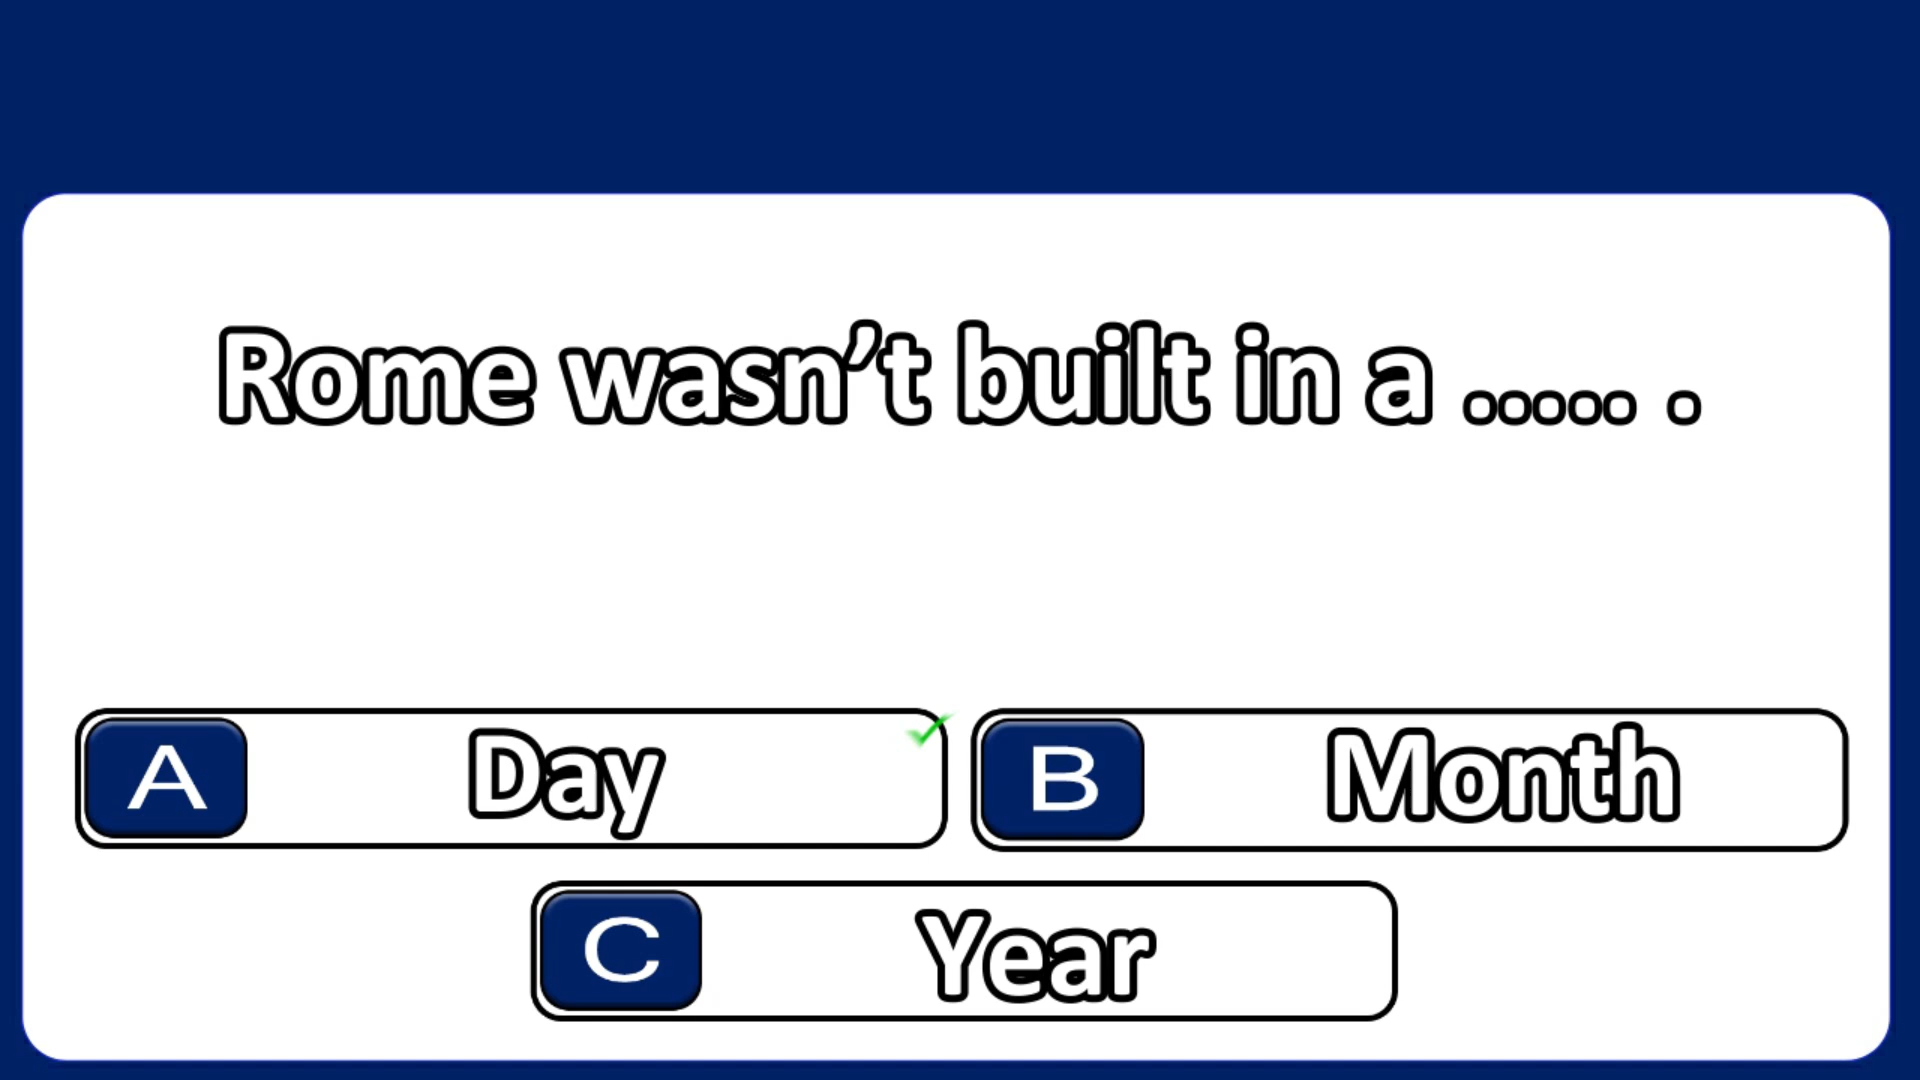 Rome wasn’t built in a ..... .
A Day
B Month
C Year